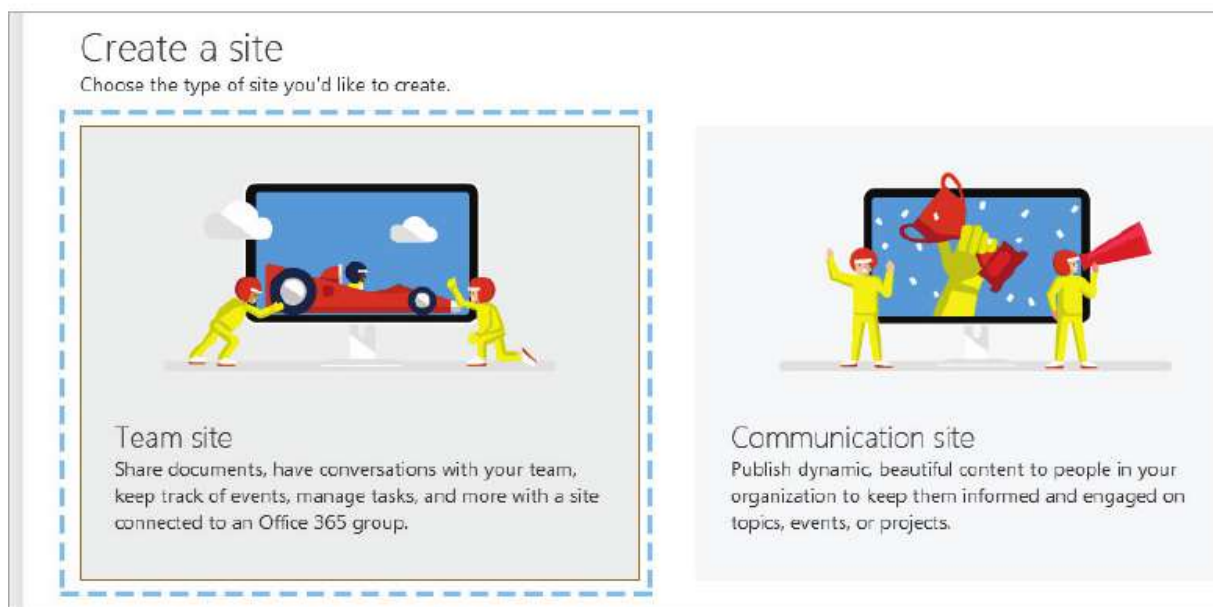 Create a site
Choose the type of site you'd like to create.
Team site
Share documents, have conversations with your team,
keep track of events, manage tasks, and more with a site
connected to an Office 365 group.
Communication site
Publish dynamic, beautiful content to people in your
organization to keep them informed and engaged on
topics, events, or projects.